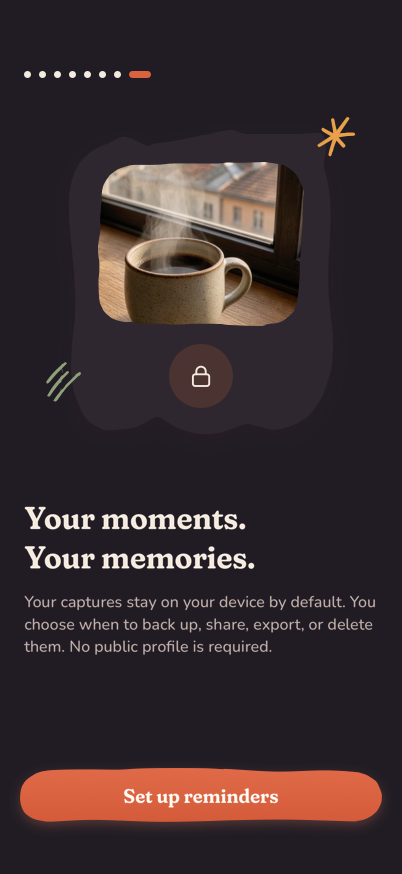 Your moments.
Your memories.
Your captures stay on your device by default. You
choose when to back up, share, export, or delete
them. No public profile is required.
Set up reminders